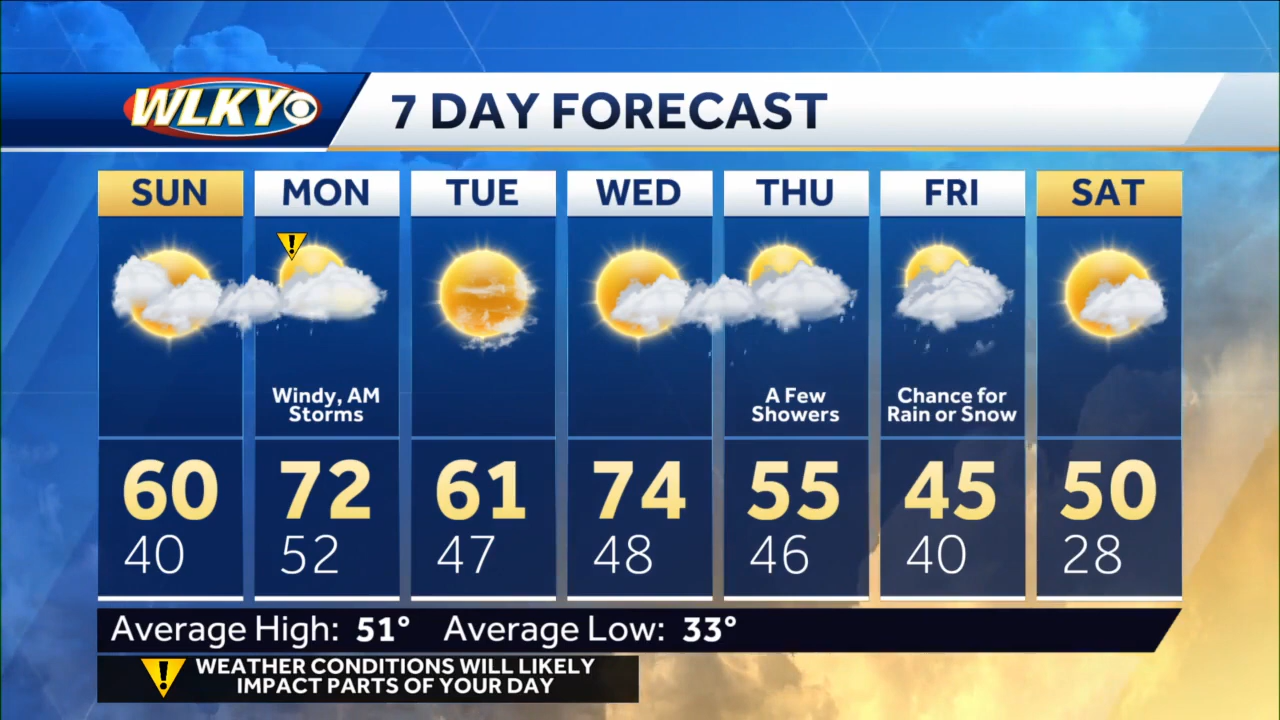 WLKY
7 DAY FORECAST
SUN
MON
TUE
WED
THU
FRI
SAT
!
Windy, AM
Storms
A Few
Showers
Chance for
Rain or Snow
60
72
61
74
55
45
50
40
52
47
48
46
40
28
Average High: 51° Average Low: 33°
!
WEATHER CONDITIONS WILL LIKELY
IMPACT PARTS OF YOUR DAY